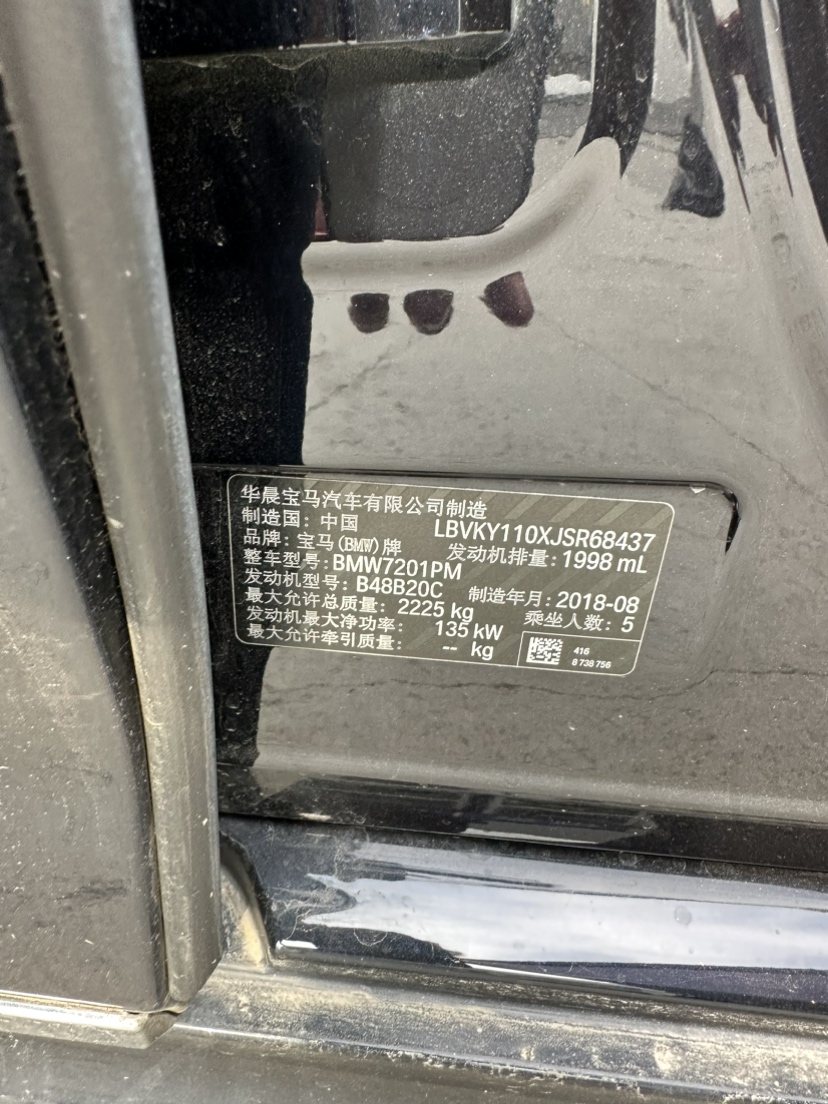 华晨宝马汽车有限公司制造
制造国：中国 LBVKY110XJSR68437
品牌：宝马(BMW)牌 发动机排量：1998 mL
整车型号：BMW7201PM
发动机型号：B48B20C 制造年月：2018-08
最大允许总质量：2225 kg 乘坐人数：5
发动机最大净功率：135 kW
最大允许牵引质量：-- kg
416
8 738 756